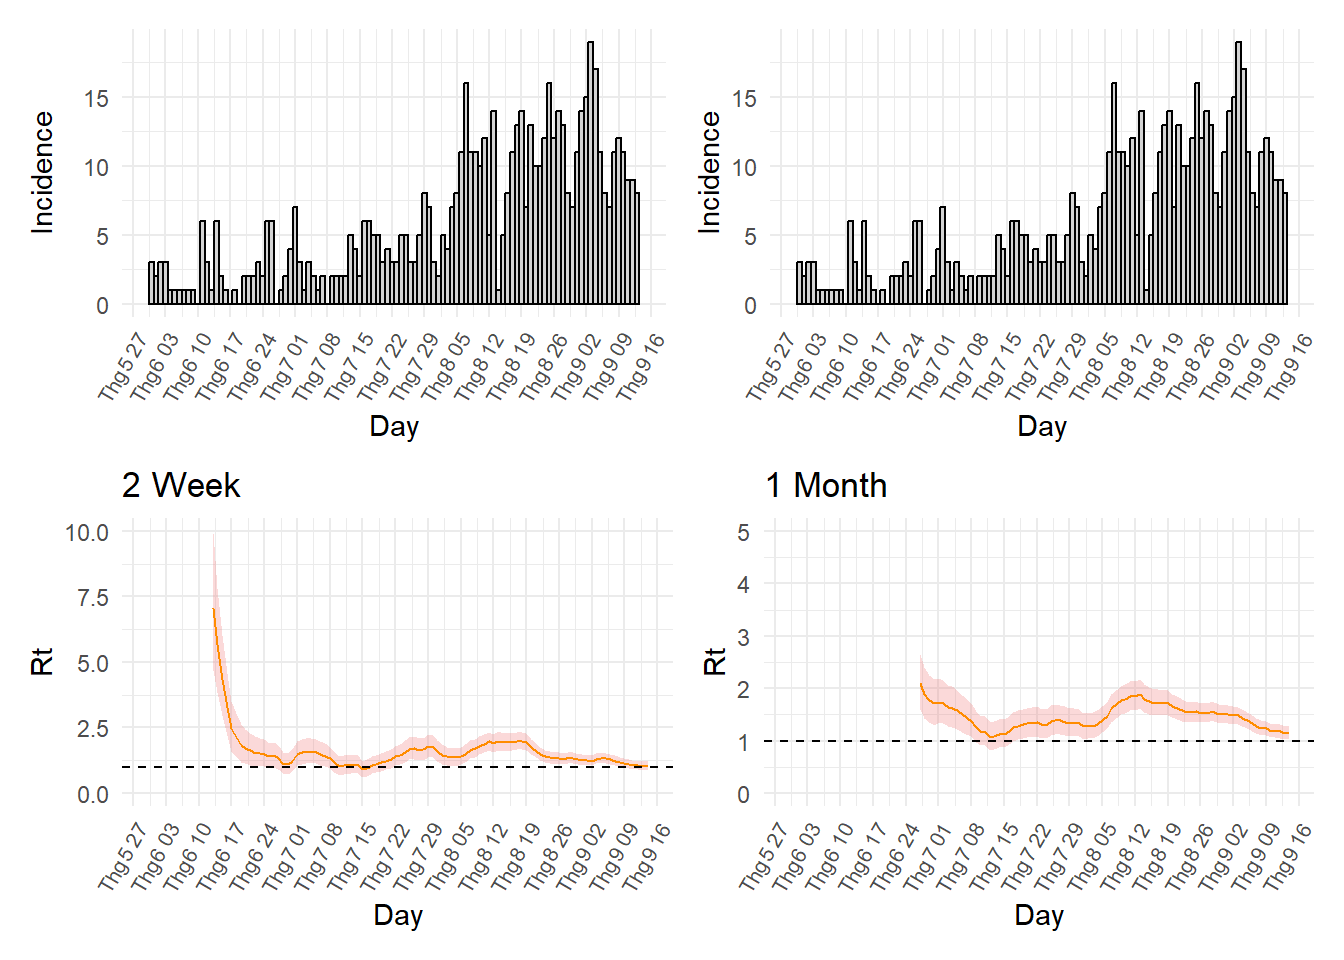 Incidence
15
10
5
0
Thg5 27
Thg6 03
Thg6 10
Thg6 17
Thg6 24
Thg7 01
Thg7 08
Thg7 15
Thg7 22
Thg7 29
Thg8 05
Thg8 12
Thg8 19
Thg8 26
Thg9 02
Thg9 09
Thg9 16
Day
Incidence
15
10
5
0
Thg5 27
Thg6 03
Thg6 10
Thg6 17
Thg6 24
Thg7 01
Thg7 08
Thg7 15
Thg7 22
Thg7 29
Thg8 05
Thg8 12
Thg8 19
Thg8 26
Thg9 02
Thg9 09
Thg9 16
Day
2 Week
Rt
10.0
7.5
5.0
2.5
0.0
Thg5 27
Thg6 03
Thg6 10
Thg6 17
Thg6 24
Thg7 01
Thg7 08
Thg7 15
Thg7 22
Thg7 29
Thg8 05
Thg8 12
Thg8 19
Thg8 26
Thg9 02
Thg9 09
Thg9 16
Day
1 Month
Rt
5
4
3
2
1
0
Thg5 27
Thg6 03
Thg6 10
Thg6 17
Thg6 24
Thg7 01
Thg7 08
Thg7 15
Thg7 22
Thg7 29
Thg8 05
Thg8 12
Thg8 19
Thg8 26
Thg9 02
Thg9 09
Thg9 16
Day